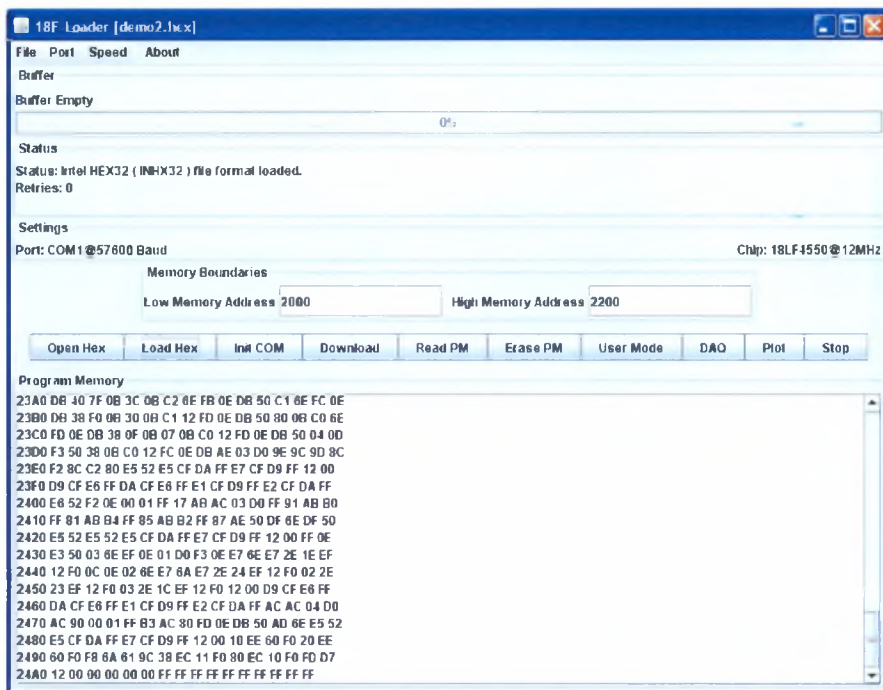 18F Loader [demo2.hex]
File Port Speed About
Buffer
Buffer Empty
0%
Status
Status: Intel HEX32 ( INHX32 ) file format loaded.
Retries: 0
Settings
Port: COM1@57600 Baud Chip: 18LF4550@12MHz
Memory Boundaries
Low Memory Address 2000 High Memory Address 2200
Open Hex Load Hex Init COM Download Read PM Erase PM User Mode DAQ Plot Stop
Program Memory
23A0 DB 40 7F 0B 3C 0B C2 6E FB 0E DB 50 C1 6E FC 0E
23B0 DB 38 F0 0B 30 0B C1 12 FD 0E DB 50 80 0B C0 6E
23C0 FD 0E DB 38 0F 0B 07 0B C0 12 FD 0E DB 50 04 0D
23D0 F3 50 38 0B C0 12 FC 0E DB AE 03 D0 9E 9C 9D 8C
23E0 F2 8C C2 80 E5 52 E5 CF DA FF E7 CF D9 FF 12 00
23F0 D9 CF E6 FF DA CF E6 FF E1 CF D9 FF E2 CF DA FF
2400 E6 52 F2 0E 00 01 FF 17 AB AC 03 D0 FF 91 AB B0
2410 FF 81 AB B4 FF 85 AB B2 FF 87 AE 50 DF 6E DF 50
2420 E5 52 E5 52 E5 CF DA FF E7 CF D9 FF 12 00 FF 0E
2430 E3 50 03 6E EF 0E 01 D0 F3 0E E7 6E E7 2E 1E EF
2440 12 F0 0C 0E 02 6E E7 6A E7 2E 24 EF 12 F0 02 2E
2450 23 EF 12 F0 03 2E 1C EF 12 F0 12 00 D9 CF E6 FF
2460 DA CF E6 FF E1 CF D9 FF E2 CF DA FF AC AC 04 D0
2470 AC 90 00 01 FF B3 AC 80 FD 0E DB 50 AD 6E E5 52
2480 E5 CF DA FF E7 CF D9 FF 12 00 10 EE 60 F0 20 EE
2490 60 F0 F8 6A 61 9C 38 EC 11 F0 80 EC 10 F0 FD D7
24A0 12 00 00 00 00 00 FF FF FF FF FF FF FF FF FF FF